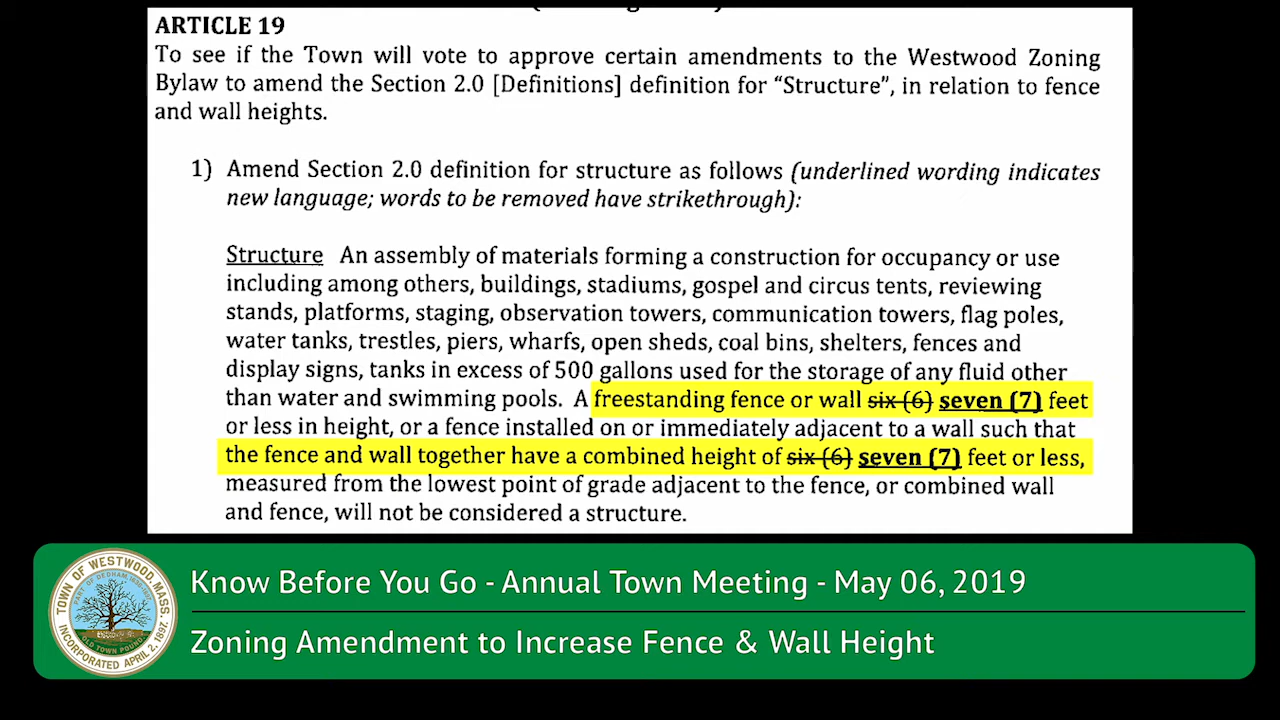 ARTICLE 19
To see if the Town will vote to approve certain amendments to the Westwood Zoning
Bylaw to amend the Section 2.0 [Definitions] definition for “Structure”, in relation to fence
and wall heights.
1) Amend Section 2.0 definition for structure as follows (underlined wording indicates
new language; words to be removed have strikethrough):
Structure An assembly of materials forming a construction for occupancy or use
including among others, buildings, stadiums, gospel and circus tents, reviewing
stands, platforms, staging, observation towers, communication towers, flag poles,
water tanks, trestles, piers, wharfs, open sheds, coal bins, shelters, fences and
display signs, tanks in excess of 500 gallons used for the storage of any fluid other
than water and swimming pools. A freestanding fence or wall six (6) seven (7) feet
or less in height, or a fence installed on or immediately adjacent to a wall such that
the fence and wall together have a combined height of six (6) seven (7) feet or less,
measured from the lowest point of grade adjacent to the fence, or combined wall
and fence, will not be considered a structure.
TOWN OF WESTWOOD, MASS.
INCORPORATED APRIL 2, 1897.
Know Before You Go - Annual Town Meeting - May 06, 2019
Zoning Amendment to Increase Fence & Wall Height